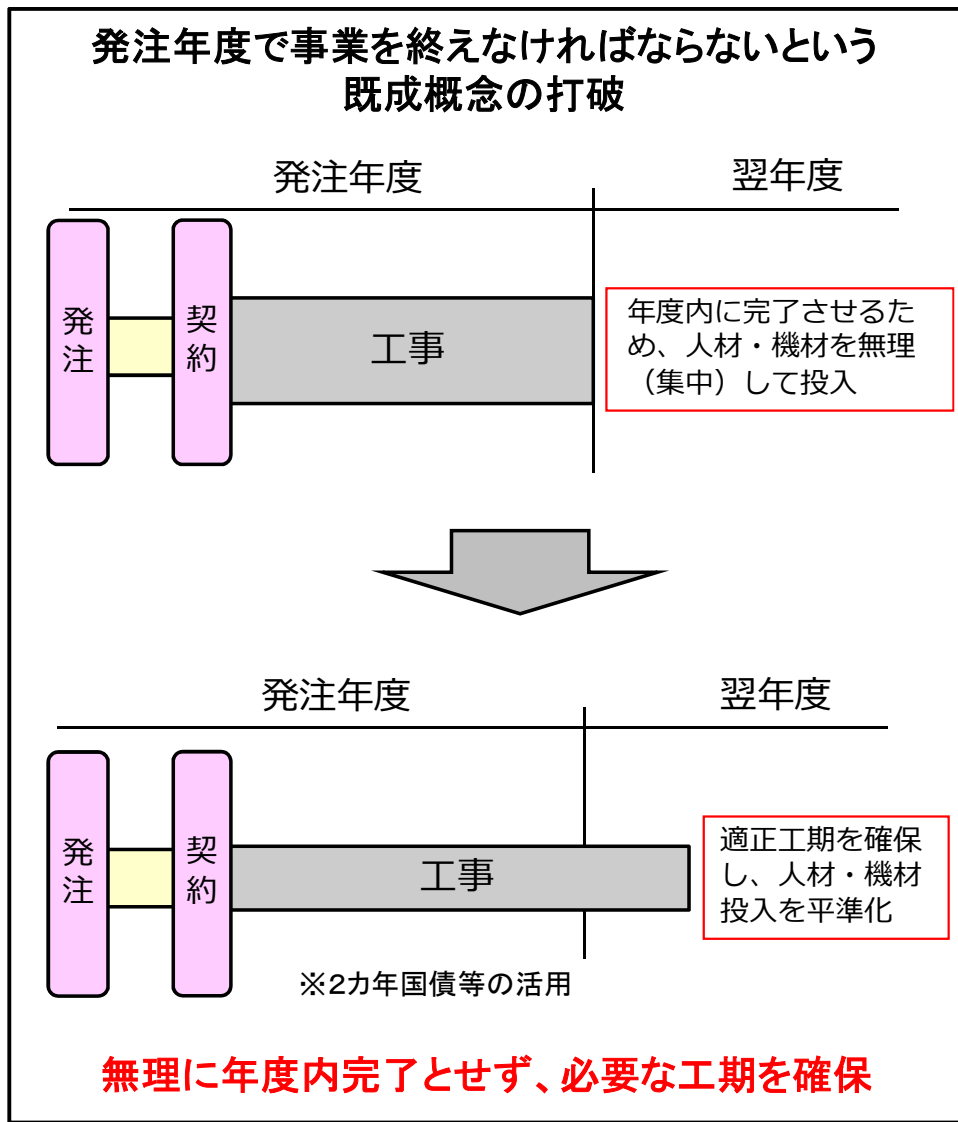 発注年度で事業を終えなければならないという
既成概念の打破
発注年度
翌年度
発注
契約
工事
年度内に完了させるた
め、人材・機材を無理
（集中）して投入
発注年度
翌年度
発注
契約
工事
適正工期を確保
し、人材・機材
投入を平準化
※2カ年国債等の活用
無理に年度内完了とせず、必要な工期を確保